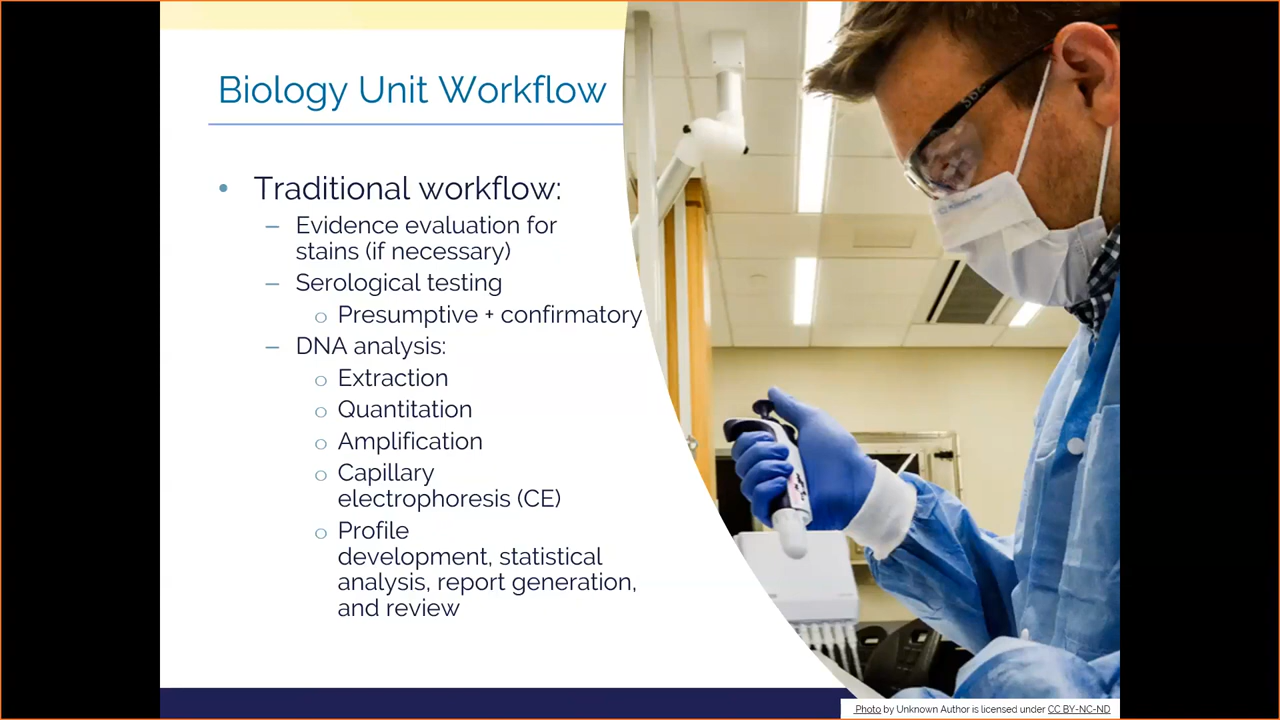 Biology Unit Workflow
• Traditional workflow:
– Evidence evaluation for
stains (if necessary)
– Serological testing
o Presumptive + confirmatory
– DNA analysis:
o Extraction
o Quantitation
o Amplification
o Capillary
electrophoresis (CE)
o Profile
development, statistical
analysis, report generation,
and review
Photo by Unknown Author is licensed under CC BY-NC-ND